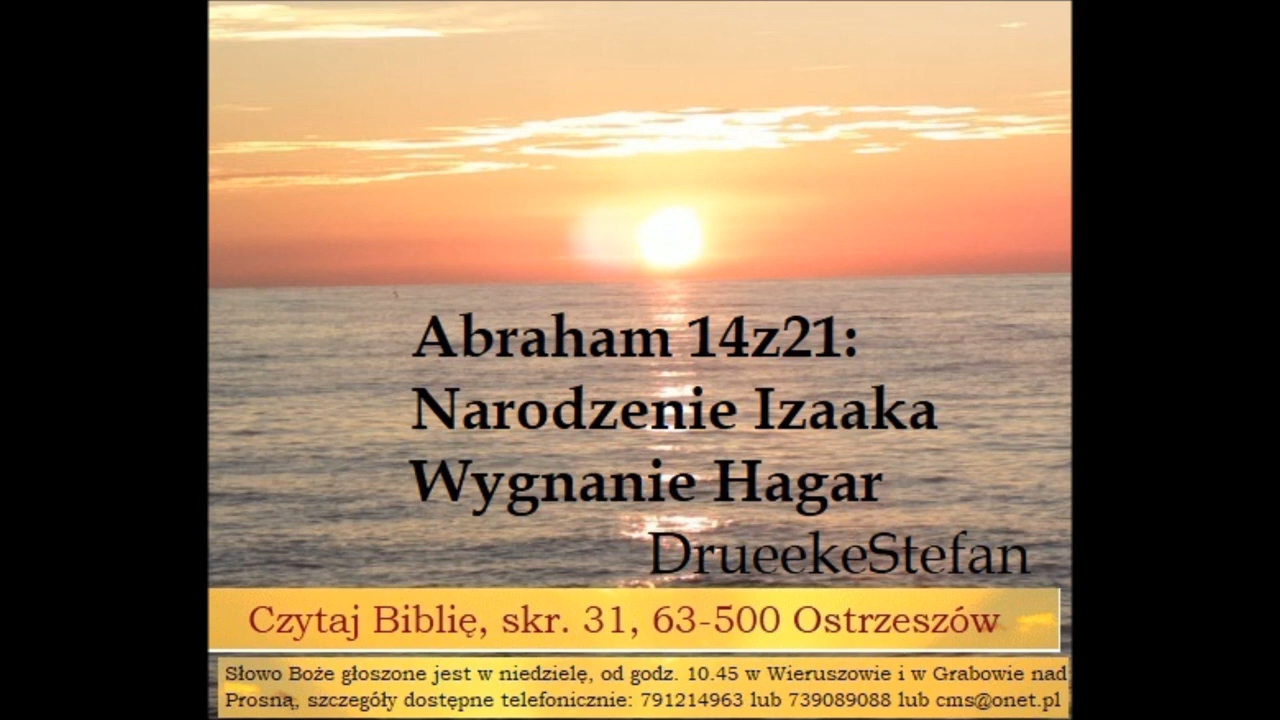 Abraham 14z21:
Narodzenie Izaaka
Wygnanie Hagar
DrueekeStefan
Czytaj Biblię, skr. 31, 63-500 Ostrzeszów
Słowo Boże głoszone jest w niedzielę, od godz. 10.45 w Wieruszowie i w Grabowie nad
Prosną, szczegóły dostępne telefonicznie: 791214963 lub 739089088 lub cms@onet.pl